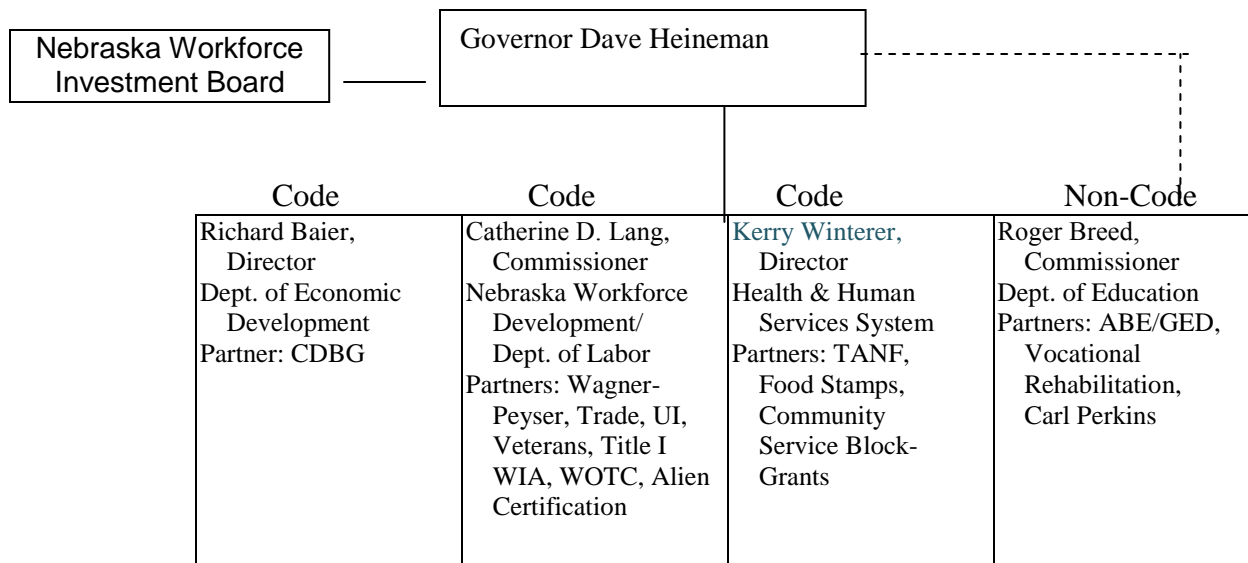 Nebraska Workforce
Investment Board
Governor Dave Heineman
Code
Richard Baier,
Director
Dept. of Economic
Development
Partner: CDBG
Code
Catherine D. Lang,
Commissioner
Nebraska Workforce
Development/
Dept. of Labor
Partners: Wagner-
Peyser, Trade, UI,
Veterans, Title I
WIA, WOTC, Alien
Certification
Code
Kerry Winterer,
Director
Health & Human
Services System
Partners: TANF,
Food Stamps,
Community
Service Block-
Grants
Non-Code
Roger Breed,
Commissioner
Dept. of Education
Partners: ABE/GED,
Vocational
Rehabilitation,
Carl Perkins